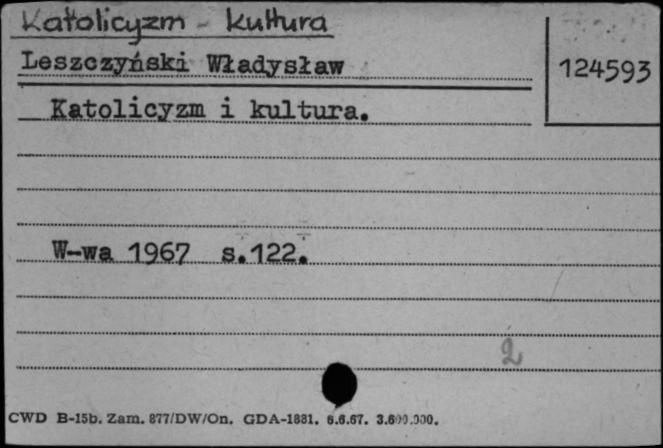 Katolicyzm - kultura
Leszczyński Władysław
124593
Katolicyzm i kultura.
W-wa 1967 s.122.
2
CWD B-15b. Zam. 877/DW/On. GDA-1881. 6.6.67. 3.600.000.